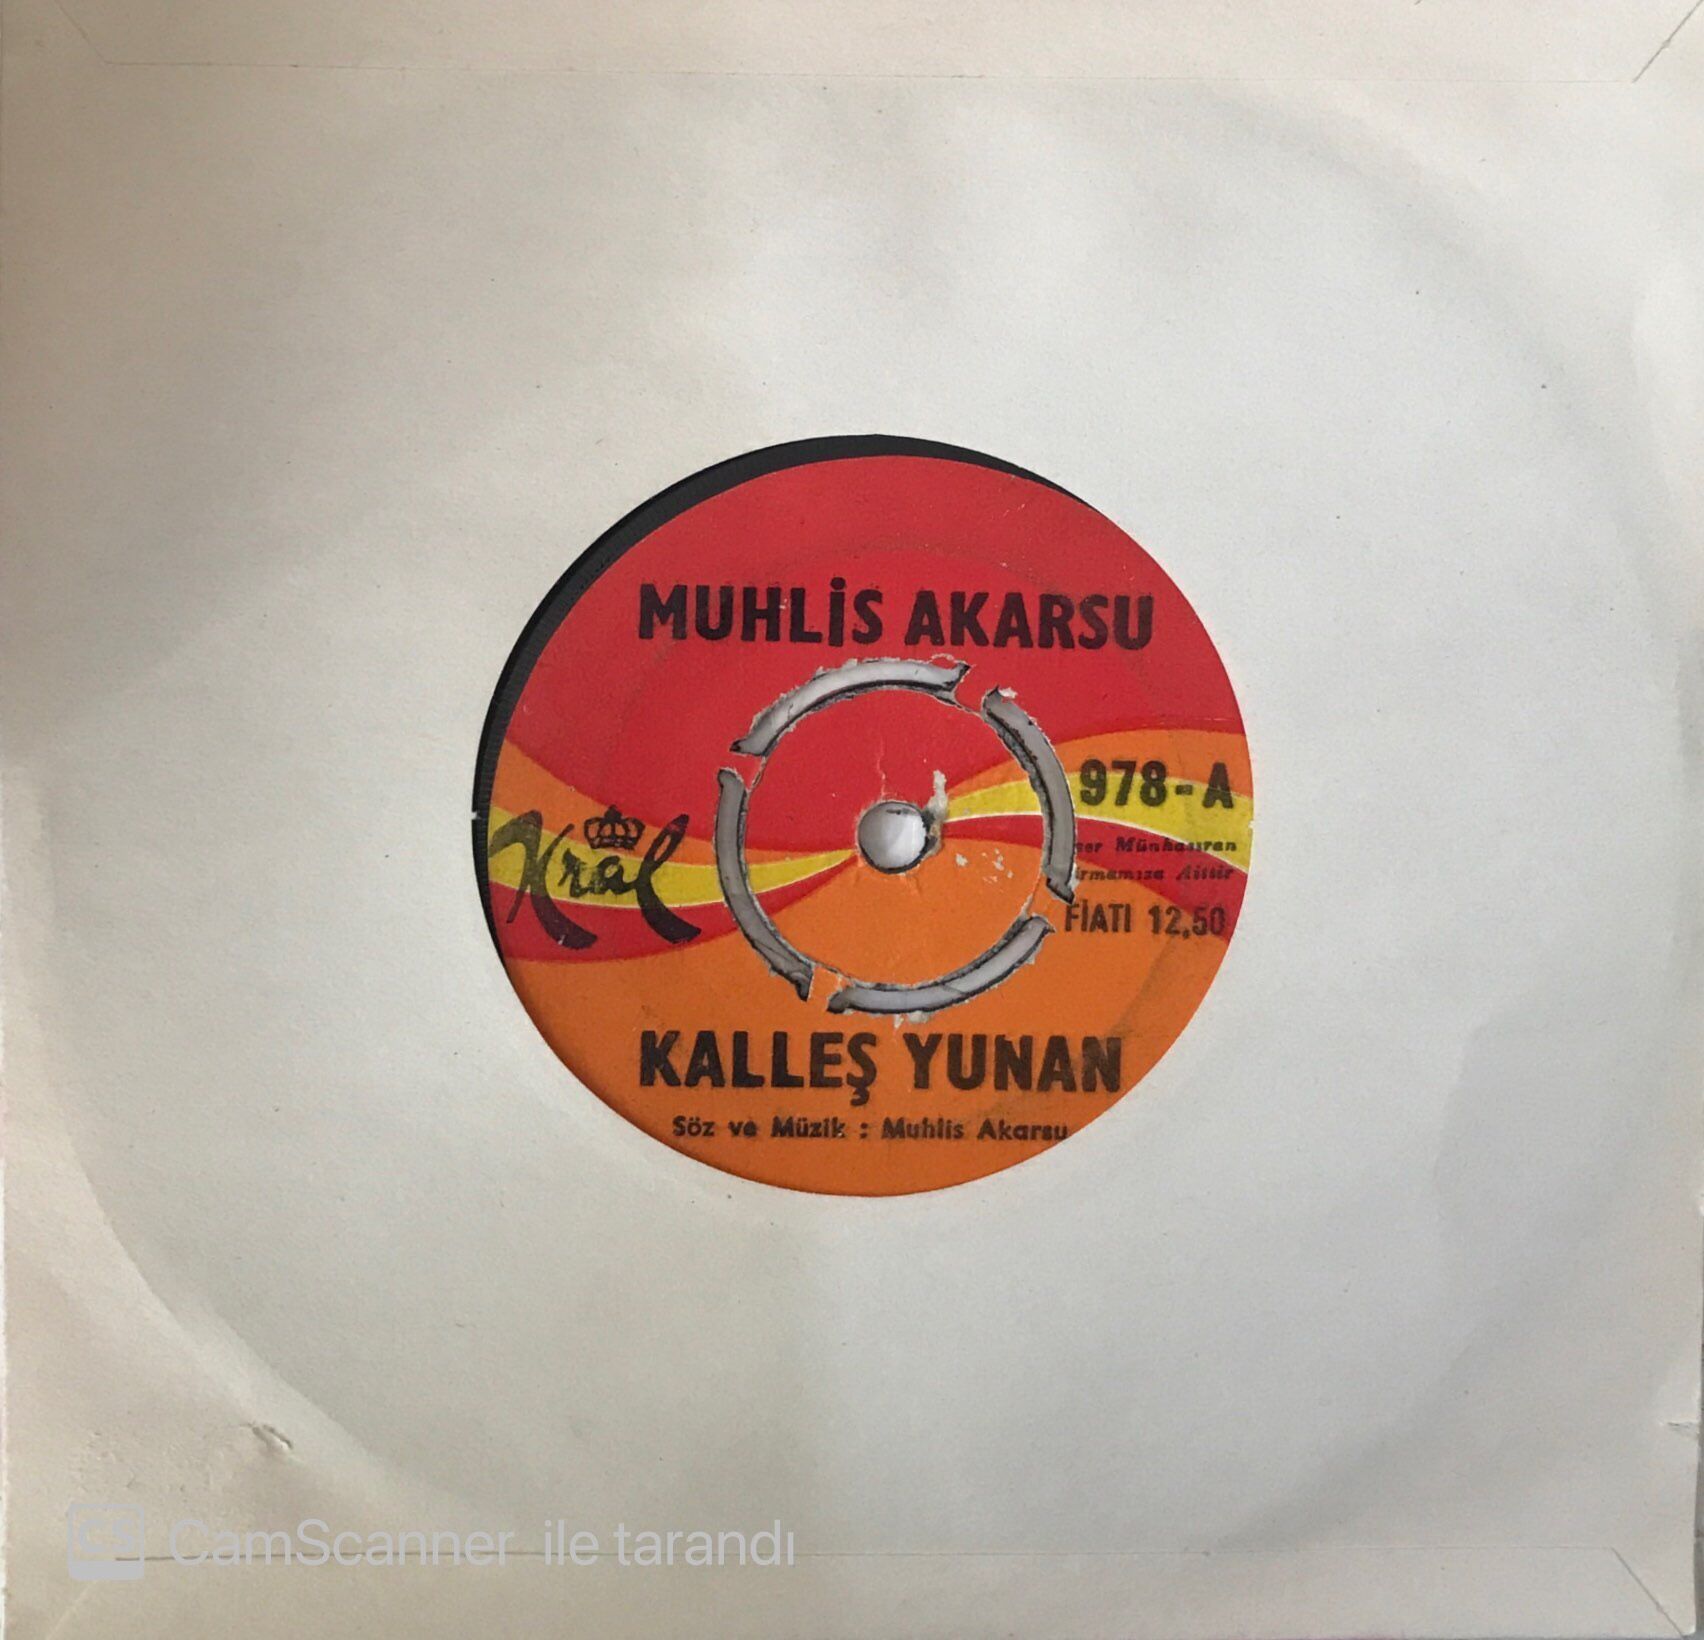 MUHLİS AKARSU
978-A
Kral
Münhasıran
Aittir
FİATI 12,50
KALLEŞ YUNAN
Söz ve Müzik : Muhlis Akarsu
CS CamScanner ile tarandı